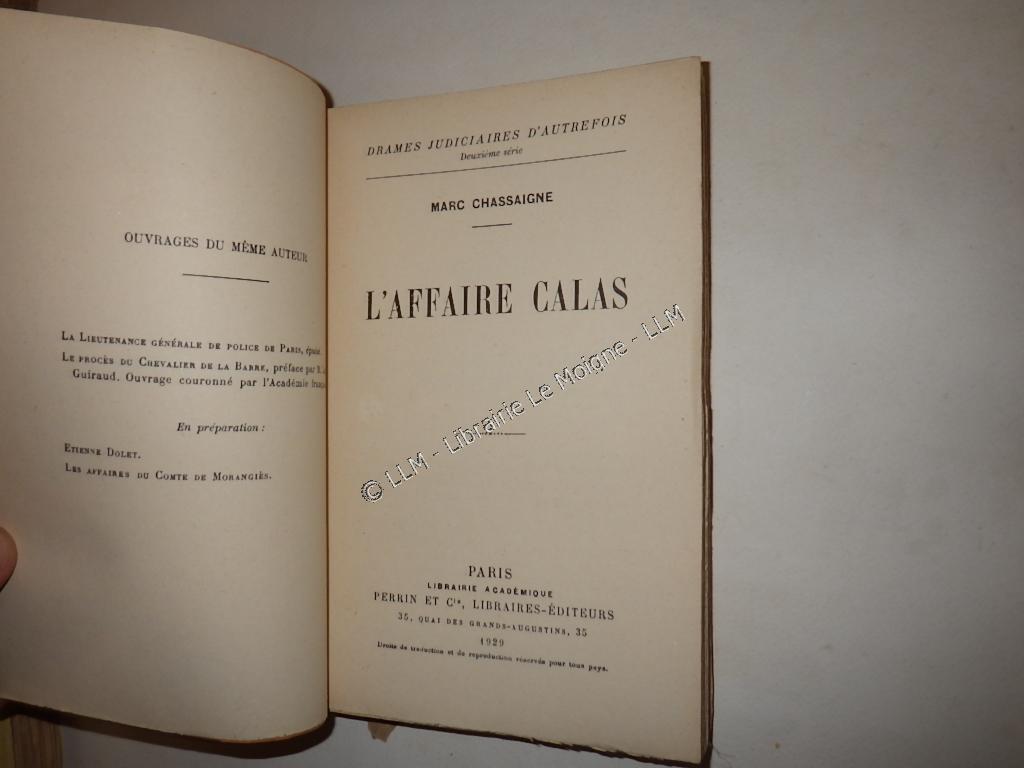 OUVRAGES DU MÊME AUTEUR
LA LIEUTENANCE GÉNÉRALE DE POLICE DE PARIS,
LE PROCÈS DU CHEVALIER DE LA BARRE, préface par
Guiraud. Ouvrage couronné par l'Académie
En préparation :
ETIENNE DOLET.
LES AFFAIRES DU COMTE DE MORANGIÈS.
DRAMES JUDICIAIRES D'AUTREFOIS
Deuxième série
MARC CHASSAIGNE
L'AFFAIRE CALAS
© LLM - Librairie Le Moigne - LLM
PARIS
LIBRAIRIE ACADÉMIQUE
PERRIN ET Cie, LIBRAIRES-ÉDITEURS
35, QUAI DES GRANDS-AUGUSTINS, 35
1929
Droits de traduction et de reproduction réservés pour tous pays.